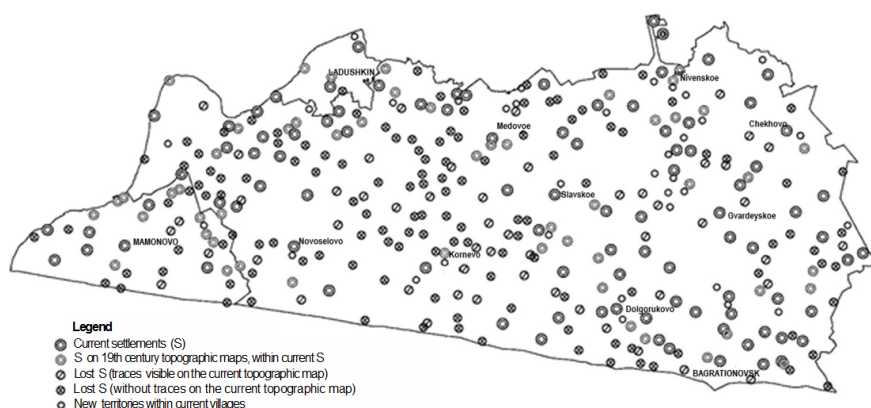 LADUSHKIN
Nivenskoe
Medovoe
Chekhovo
Slavskoe
Gvardeyskoe
MAMONOVO
Novoselovo
Kornevo
Dolgorukovo
BAGRATIONOVSK
Legend
Current settlements (S)
S on 19th century topographic maps, within current S
Lost S (traces visible on the current topographic map)
Lost S (without traces on the current topographic map)
New territories within current villages